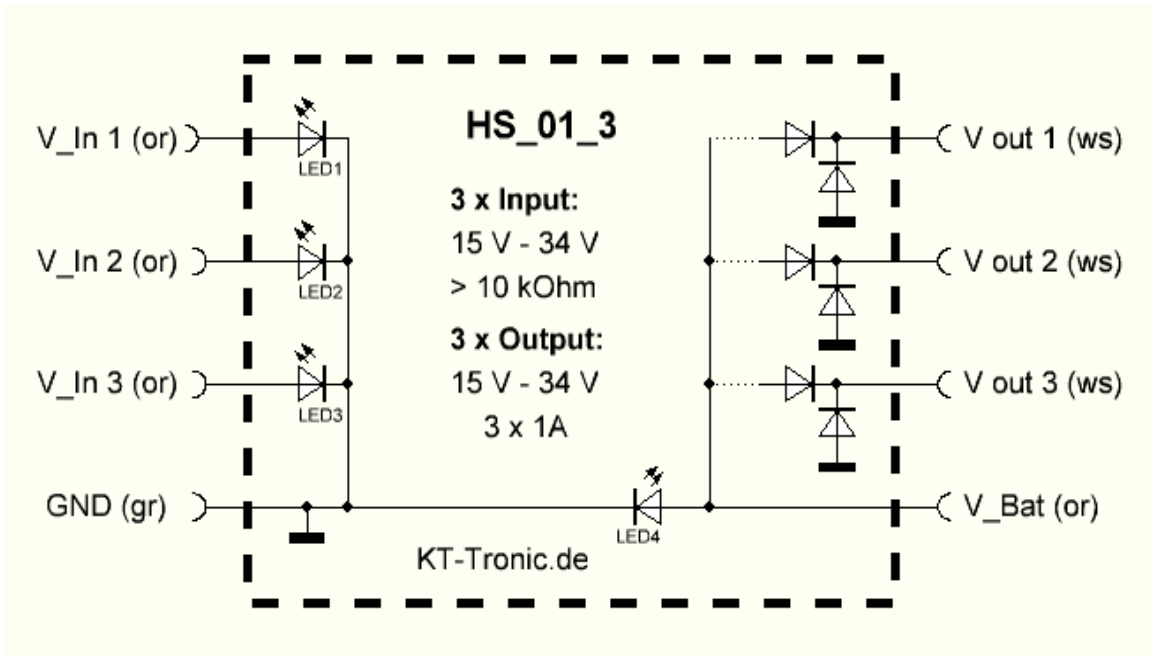 HS_01_3
V_In 1 (or)
LED1
V out 1 (ws)
3 x Input:
15 V - 34 V
> 10 kOhm
V_In 2 (or)
LED2
V out 2 (ws)
3 x Output:
15 V - 34 V
3 x 1A
V_In 3 (or)
LED3
V out 3 (ws)
GND (gr)
LED4
V_Bat (or)
KT-Tronic.de